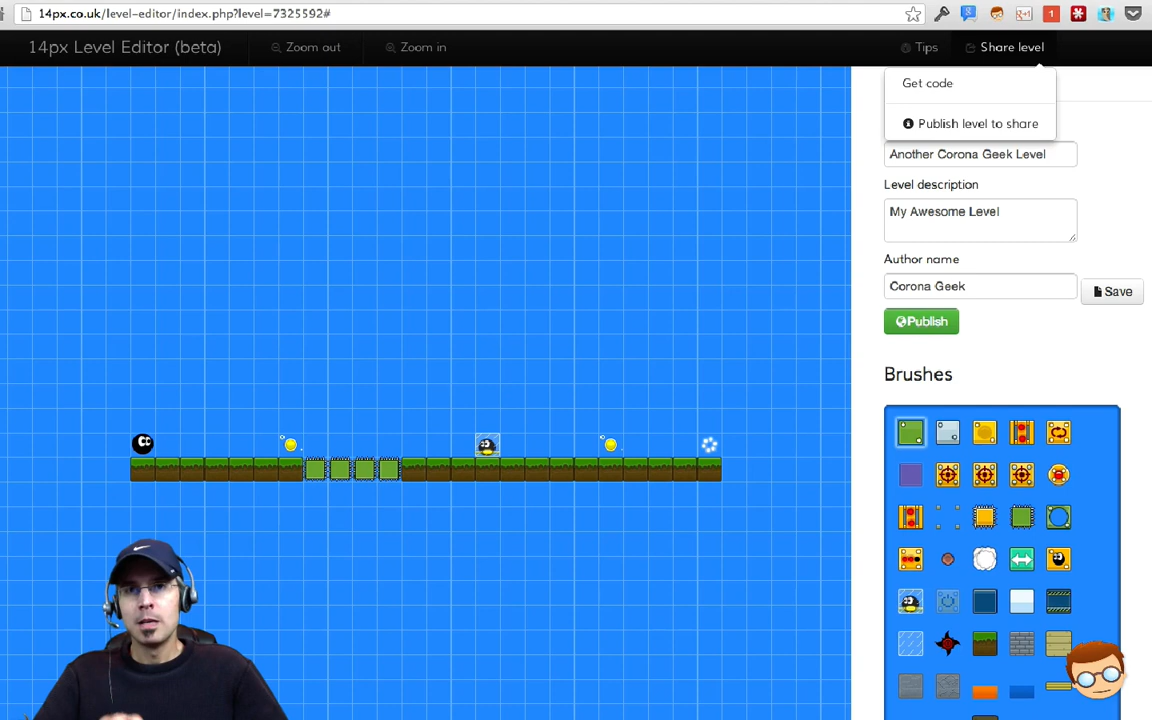 14px.co.uk/level-editor/index.php?level=7325592#
1
14px Level Editor (beta)
Zoom out
Zoom in
Tips
Share level
Get code
Publish level to share
Another Corona Geek Level
Level description
My Awesome Level
Author name
Corona Geek
Save
Publish
Brushes